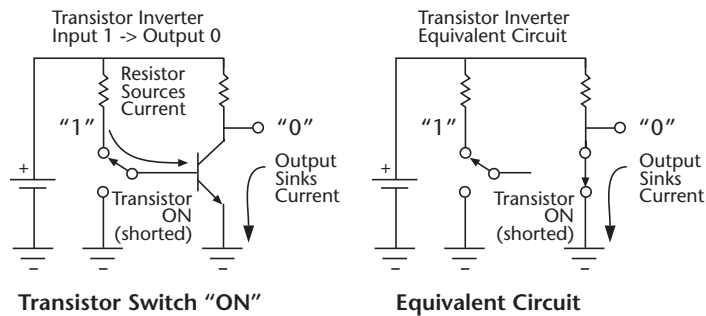 Transistor Inverter
Input 1 -> Output 0
Resistor
Sources
Current
“1”
“0”
+
Output
Sinks
Current
Transistor
ON
(shorted)
Transistor Switch “ON”
Transistor Inverter
Equivalent Circuit
“1”
“0”
+
Output
Sinks
Current
Transistor
ON
(shorted)
Equivalent Circuit